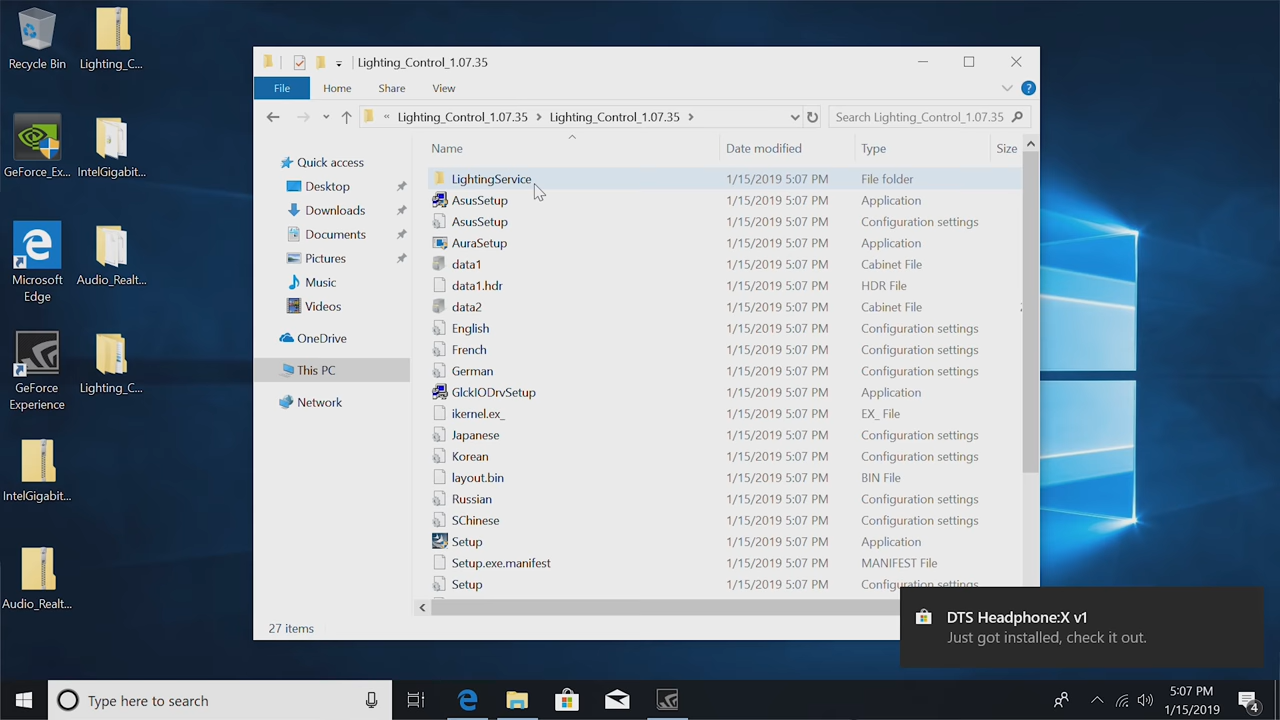 Recycle Bin
Lighting_C...
GeForce_Ex...
IntelGigabit...
Microsoft
Edge
Audio_Realt...
GeForce
Experience
Lighting_C...
IntelGigabit...
Audio_Realt...
Lighting_Control_1.07.35
File Home Share View
« Lighting_Control_1.07.35 > Lighting_Control_1.07.35 >
Search Lighting_Control_1.07.35
Quick access
Desktop
Downloads
Documents
Pictures
Music
Videos
OneDrive
This PC
Network
Name Date modified Type Size
LightingService 1/15/2019 5:07 PM File folder
AsusSetup 1/15/2019 5:07 PM Application
AsusSetup 1/15/2019 5:07 PM Configuration settings
AuraSetup 1/15/2019 5:07 PM Application
data1 1/15/2019 5:07 PM Cabinet File
data1.hdr 1/15/2019 5:07 PM HDR File
data2 1/15/2019 5:07 PM Cabinet File
English 1/15/2019 5:07 PM Configuration settings
French 1/15/2019 5:07 PM Configuration settings
German 1/15/2019 5:07 PM Configuration settings
GlckIODrvSetup 1/15/2019 5:07 PM Application
ikernel.ex_ 1/15/2019 5:07 PM EX_ File
Japanese 1/15/2019 5:07 PM Configuration settings
Korean 1/15/2019 5:07 PM Configuration settings
layout.bin 1/15/2019 5:07 PM BIN File
Russian 1/15/2019 5:07 PM Configuration settings
SChinese 1/15/2019 5:07 PM Configuration settings
Setup 1/15/2019 5:07 PM Application
Setup.exe.manifest 1/15/2019 5:07 PM MANIFEST File
Setup 1/15/2019 5:07 PM Configuration settings
27 items
DTS Headphone:X v1
Just got installed, check it out.
Type here to search
5:07 PM
1/15/2019
4